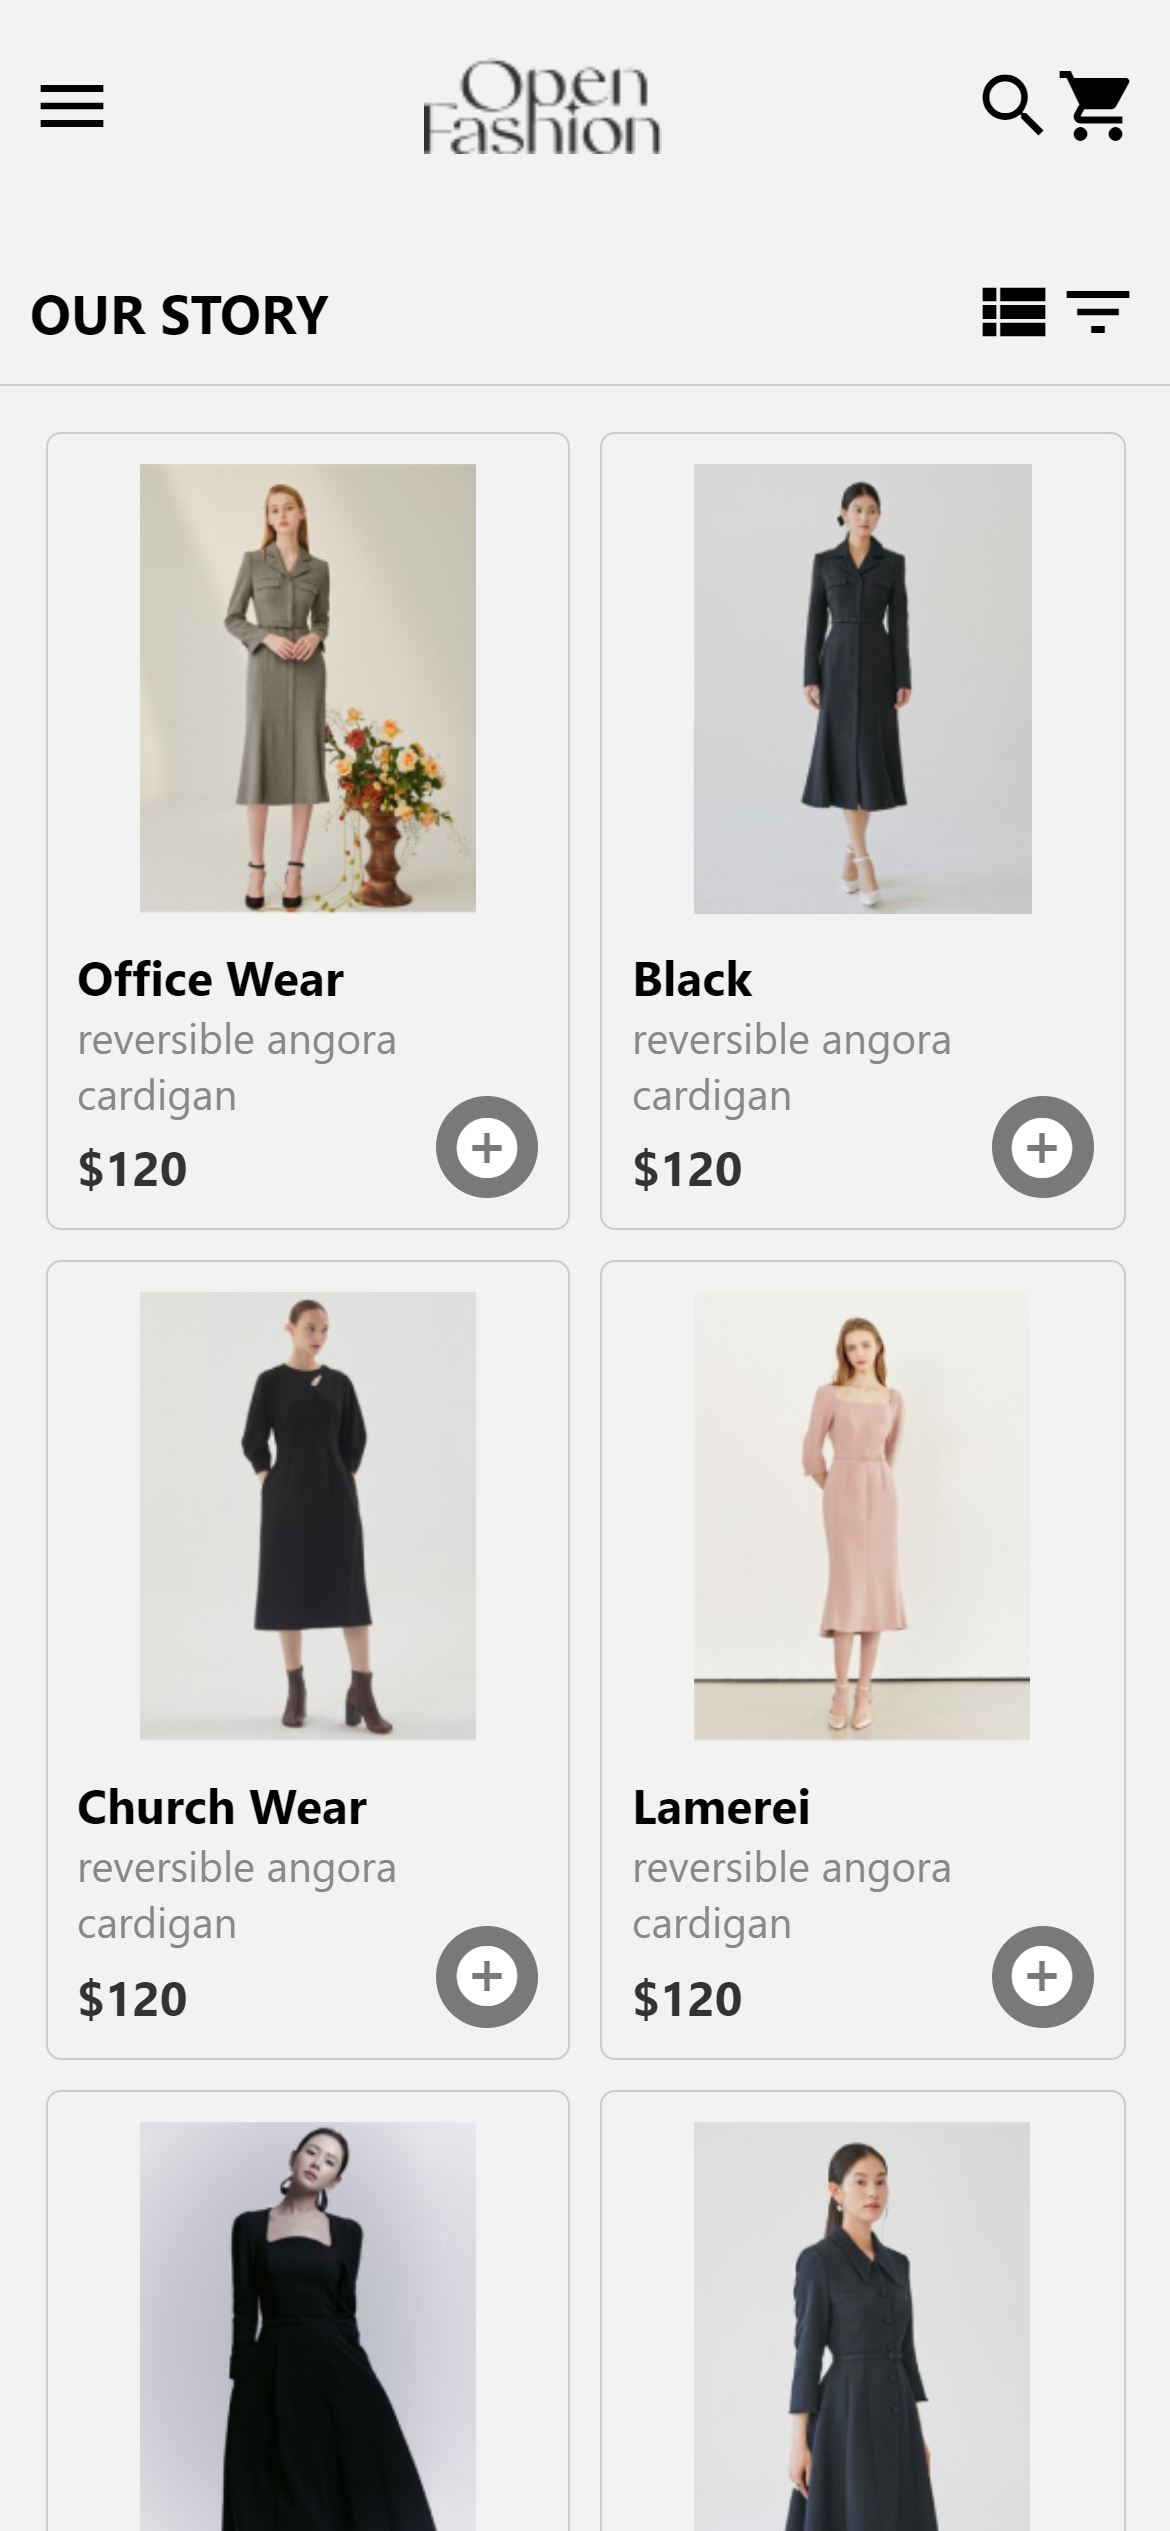 Open
Fashion
OUR STORY
Office Wear
reversible angora
cardigan
$120
Black
reversible angora
cardigan
$120
Church Wear
reversible angora
cardigan
$120
Lamerei
reversible angora
cardigan
$120